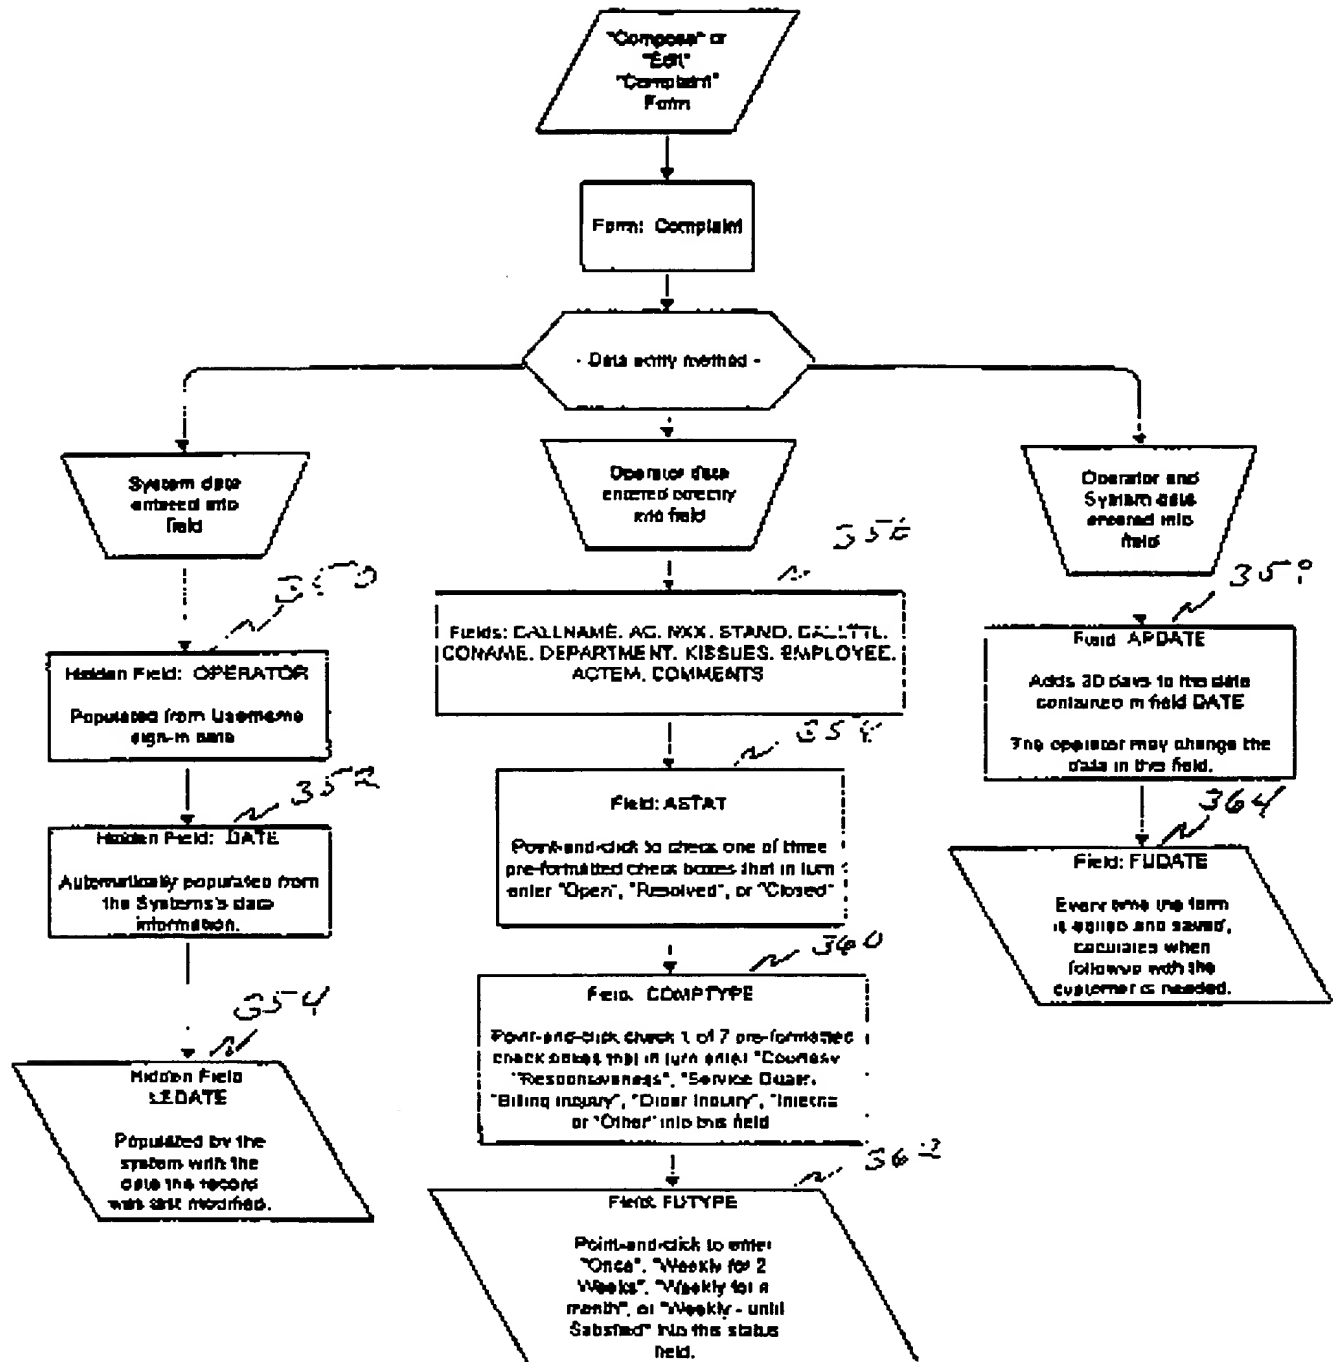 "Compose" or
"Edit"
"Complaint"
Form
Form: Complaint
- Data entry method -
System data
entered into
field
Operator data
entered directly
into field
Operator and
System data
entered into
field
352
354
356
360
362
364
Hidden Field: OPERATOR
Populated from Username
sign-in data
Hidden Field: DATE
Automatically populated from
the Systems's data
information.
Hidden Field
LEDATE
Populated by the
system with the
date the record
was last modified.
Fields: CALLNAME, AC, NXX, STAND, CALLTTL,
CONAME, DEPARTMENT, KISSUES, EMPLOYEE,
ACTEM, COMMENTS
Field: ASTAT
Point-and-click to check one of three
pre-formatted check boxes that in turn
enter "Open", "Resolved", or "Closed"
Field: COMPTYPE
Point-and-click check 1 of 7 pre-formatted
check boxes that in turn enter "Courtesy
"Responsiveness", "Service
"Billing Inquiry", "Order Inquiry",
or "Other" into this field
Field: FUTYPE
Point-and-click to enter
"Once", "Weekly for 2
Weeks", "Weekly for a
month", or "Weekly - until
Satisfied" into this status
field.
Field APDATE
Adds 30 days to the date
contained in field DATE
The operator may change the
data in this field.
Field: FUDATE
Every time the form
is edited and saved,
calculates when
followup with the
customer is needed.